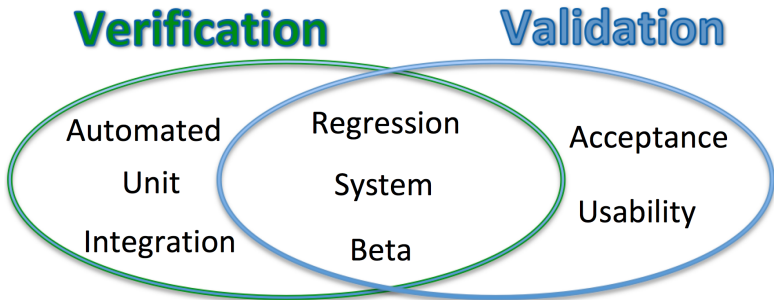 Verification
Validation
Automated
Unit
Integration
Regression
System
Beta
Acceptance
Usability